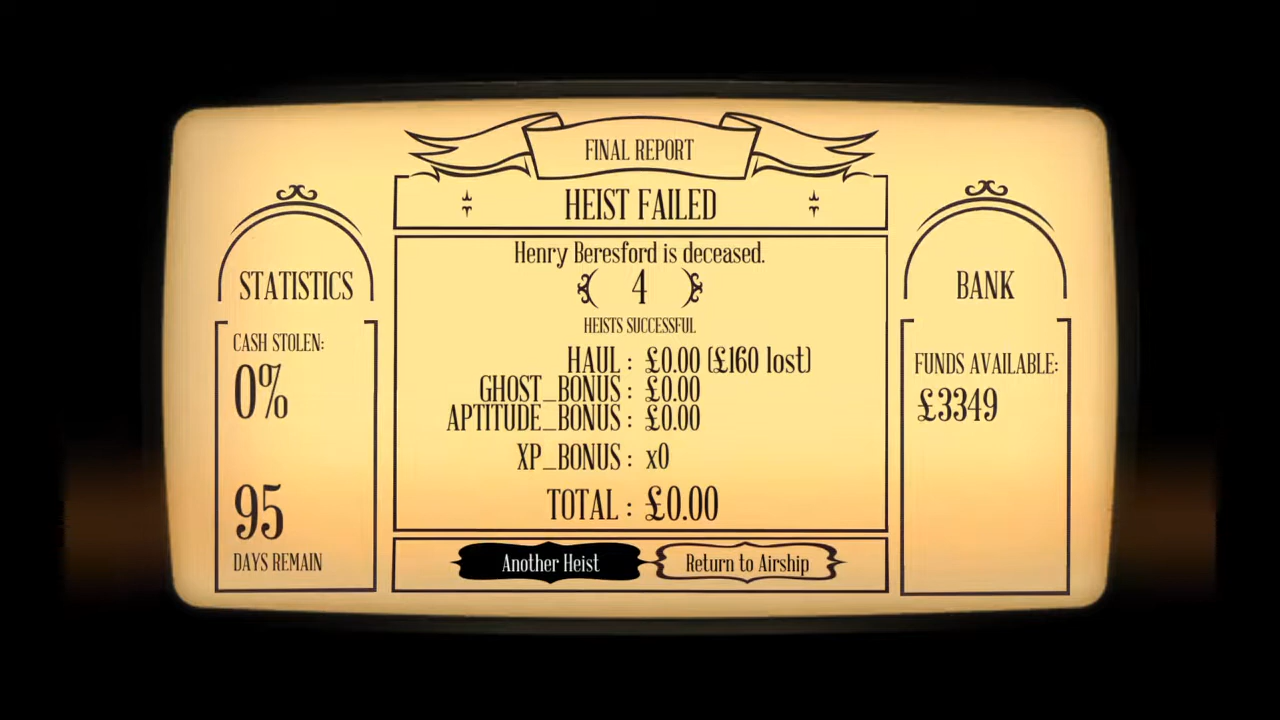 FINAL REPORT
HEIST FAILED
STATISTICS
CASH STOLEN:
0%
95
DAYS REMAIN
Henry Beresford is deceased.
4
HEISTS SUCCESSFUL
HAUL : £0.00 (£160 lost)
GHOST_BONUS : £0.00
APTITUDE_BONUS : £0.00
XP_BONUS : x0
TOTAL : £0.00
Another Heist
Return to Airship
BANK
FUNDS AVAILABLE:
£3349